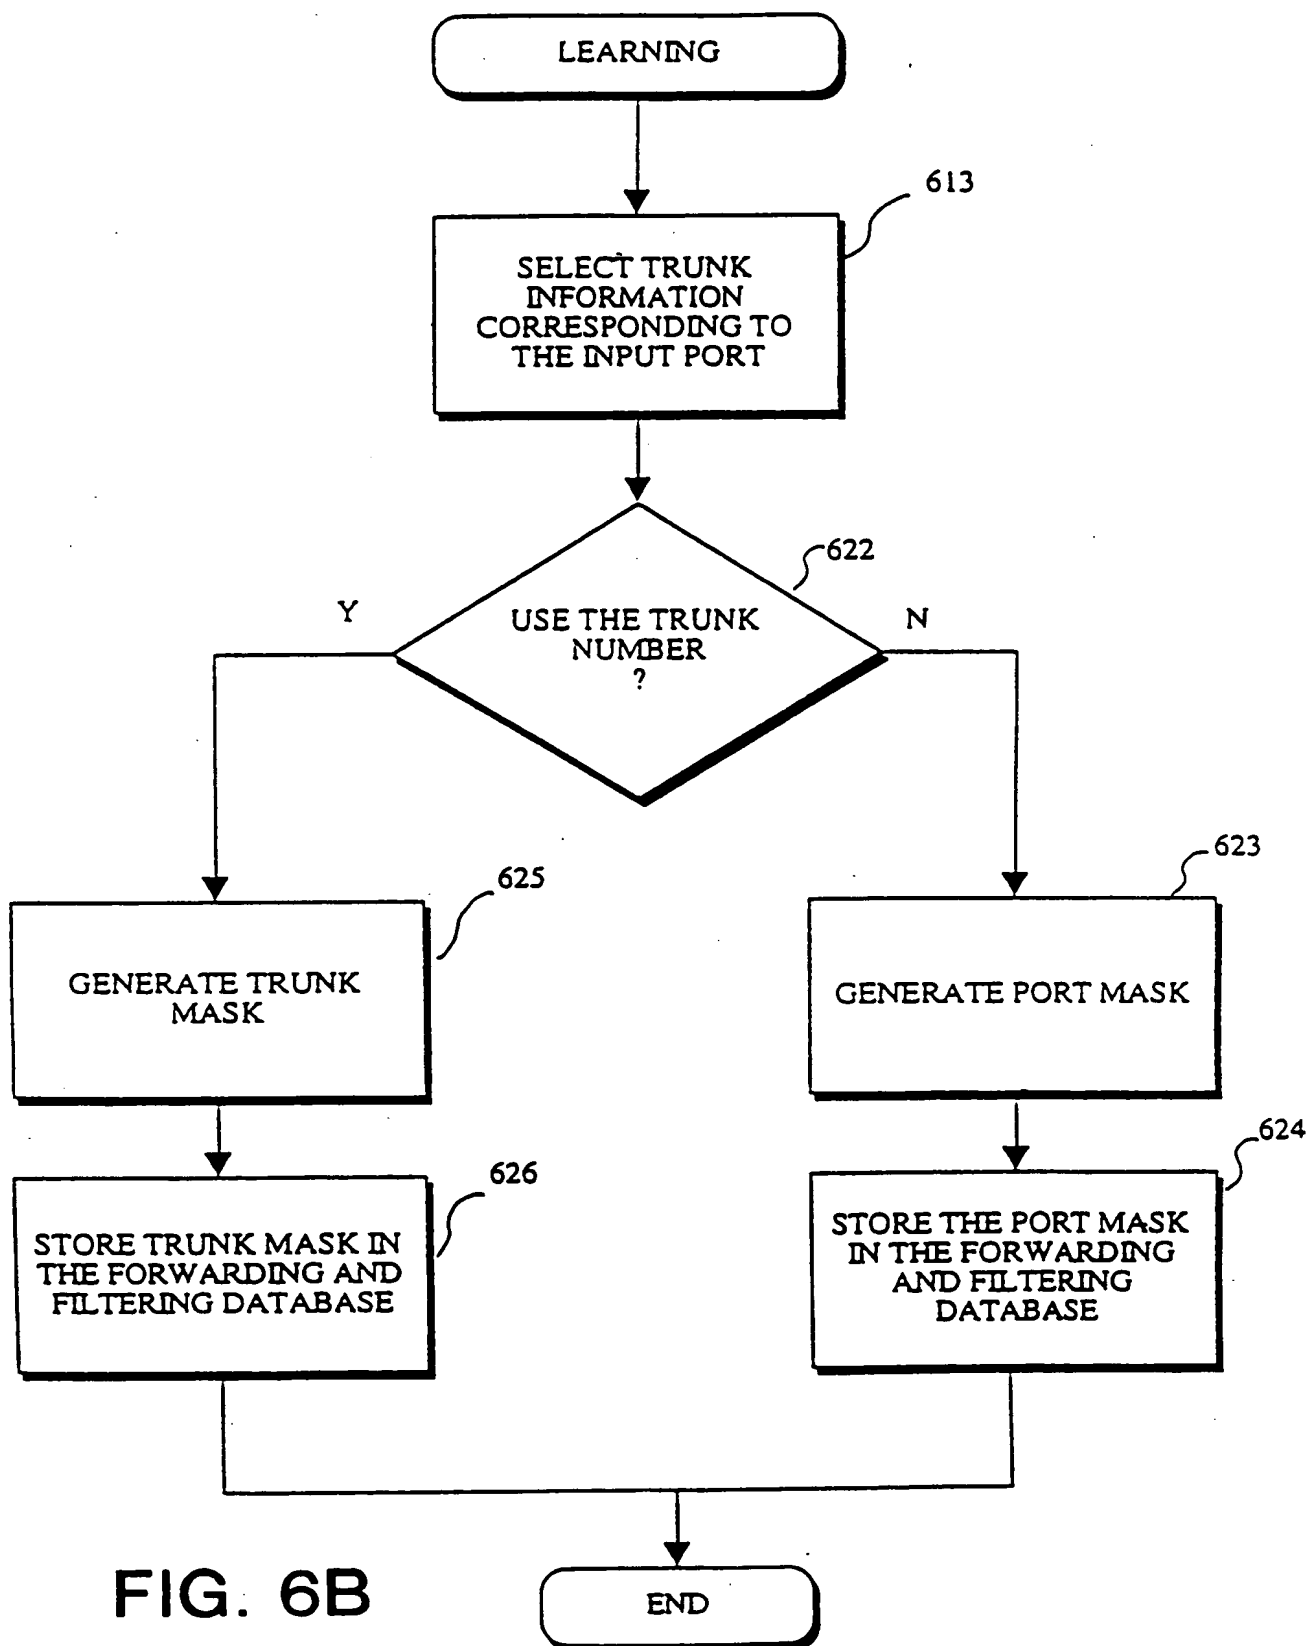 LEARNING
613
SELECT TRUNK
INFORMATION
CORRESPONDING TO
THE INPUT PORT
622
Y
USE THE TRUNK
NUMBER
?
N
625
623
GENERATE TRUNK
MASK
GENERATE PORT MASK
626
624
STORE TRUNK MASK IN
THE FORWARDING AND
FILTERING DATABASE
STORE THE PORT MASK
IN THE FORWARDING
AND FILTERING
DATABASE
FIG. 6B
END